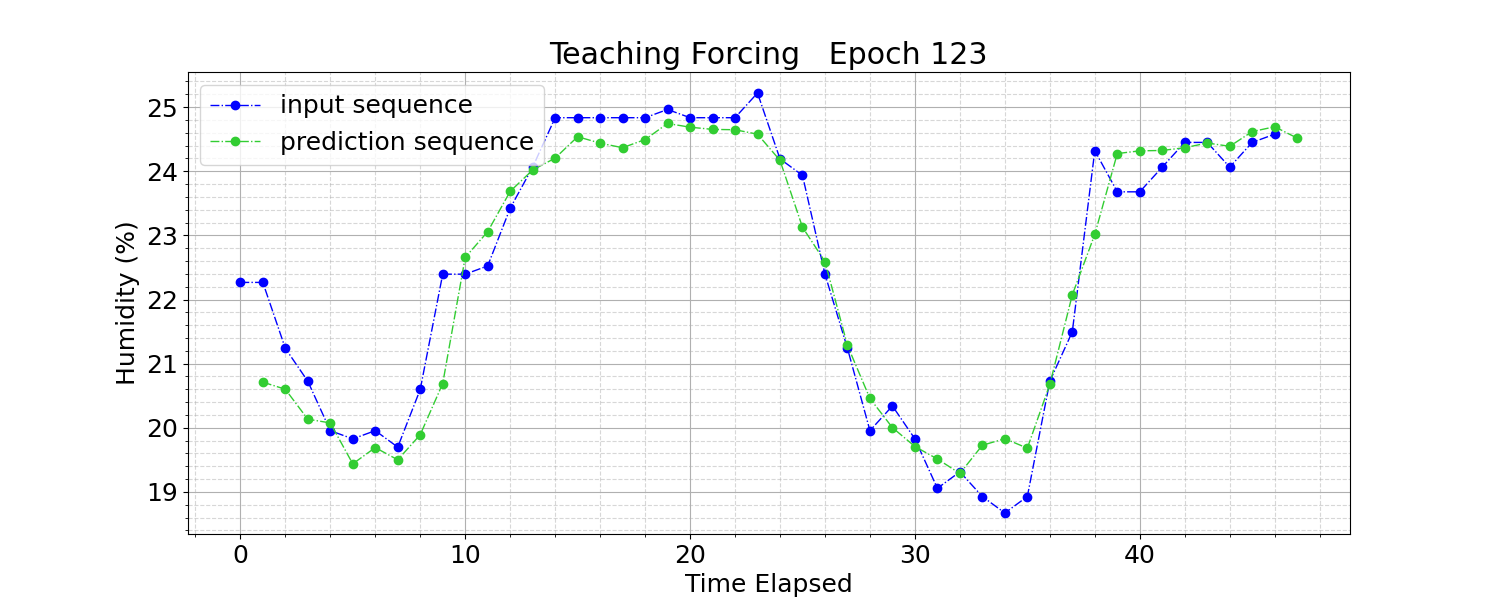 Teaching Forcing   Epoch 123
input sequence
prediction sequence
Humidity (%)
25
24
23
22
21
20
19
0 10 20 30 40
Time Elapsed